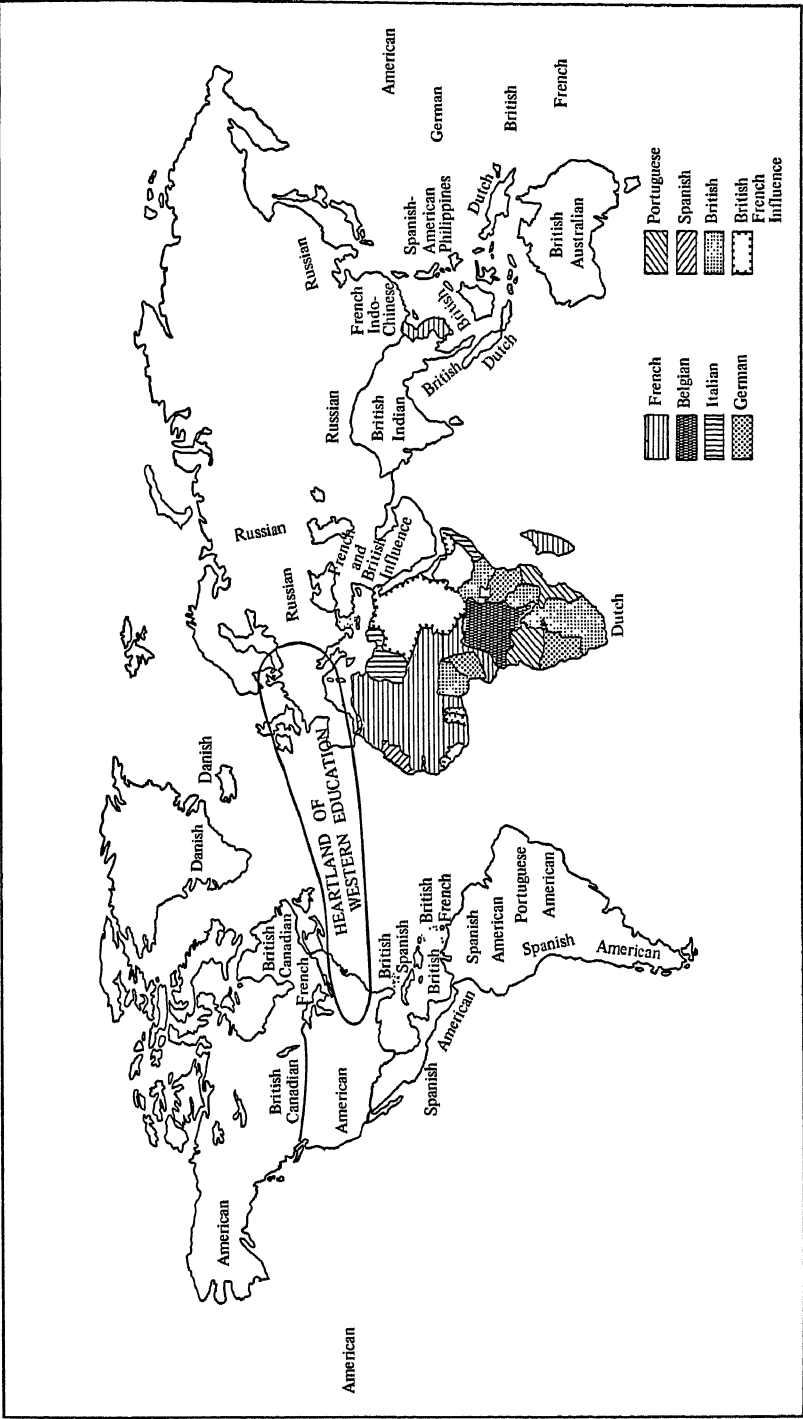 American
American
British
Canadian
American
British
Canadian
French
Danish
Danish
HEARTLAND OF
WESTERN EDUCATION
Spanish
American
British
Spanish
British
British
French
Spanish
American
Portuguese
American
Spanish
American
Russian
Russian
Russian
Russian
French
and
British
Influence
British
Indian
British
French
Indo-
Chinese
British
Dutch
Spanish-
American
Philippines
Dutch
British
Australian
Dutch
American
German
British
French
French
Belgian
Italian
German
Portuguese
Spanish
British
British
French
Influence